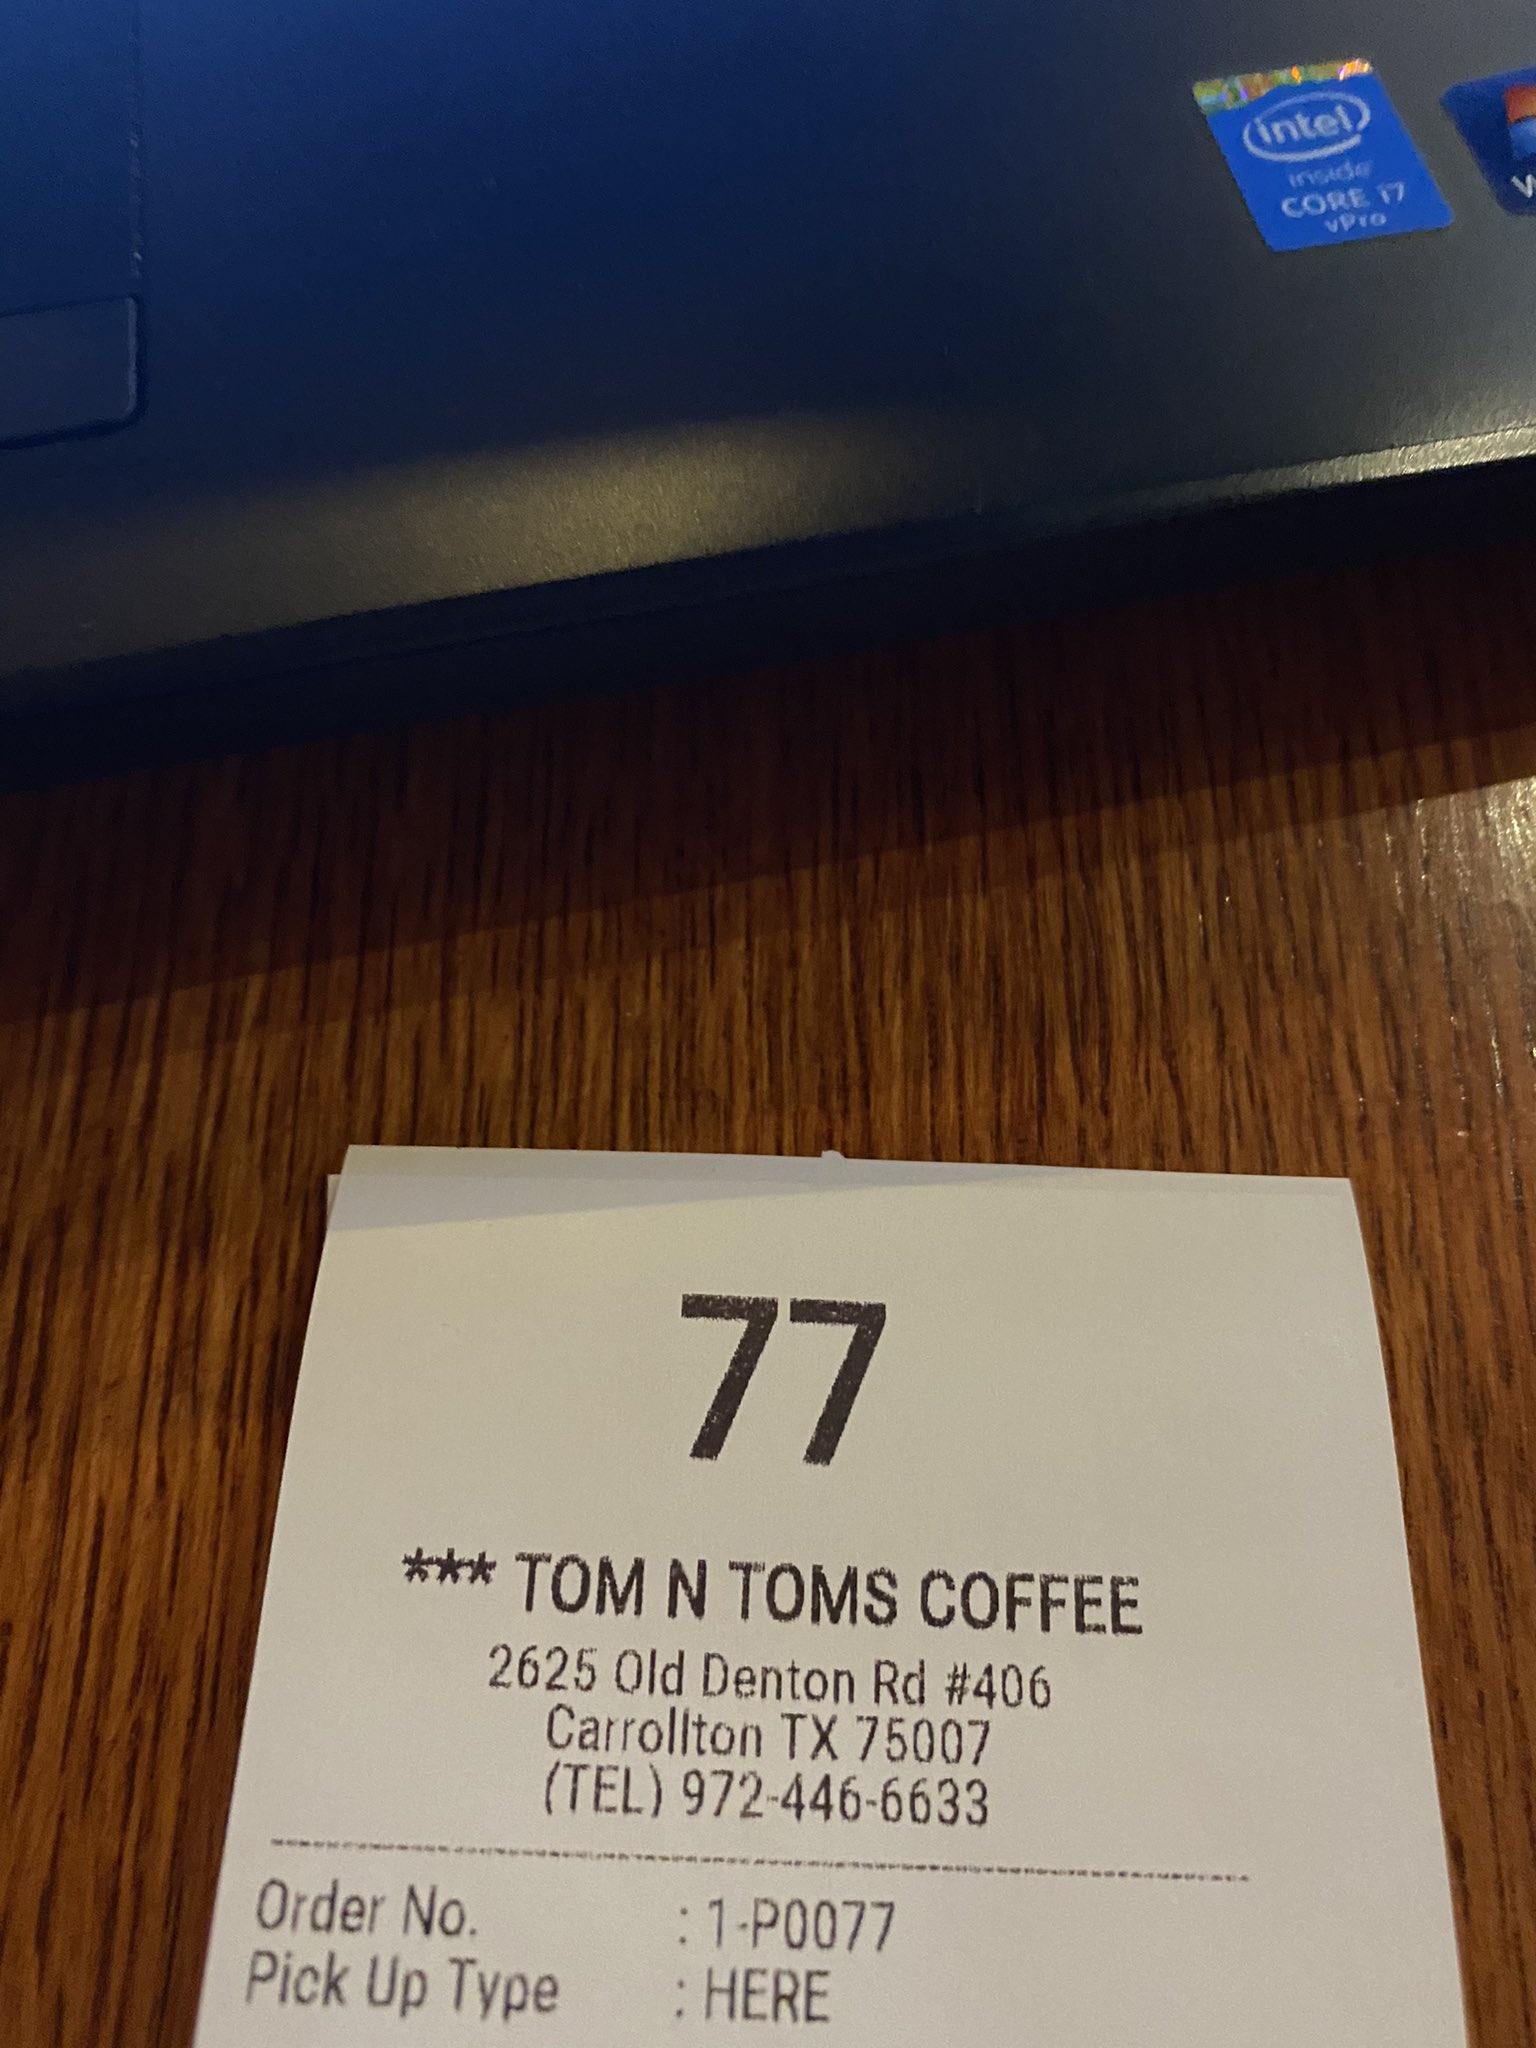 intel
inside
CORE i7
vPro
W
77
*** TOM N TOMS COFFEE
2625 Old Denton Rd #406
Carrollton TX 75007
(TEL) 972-446-6633
Order No. : 1-P0077
Pick Up Type : HERE